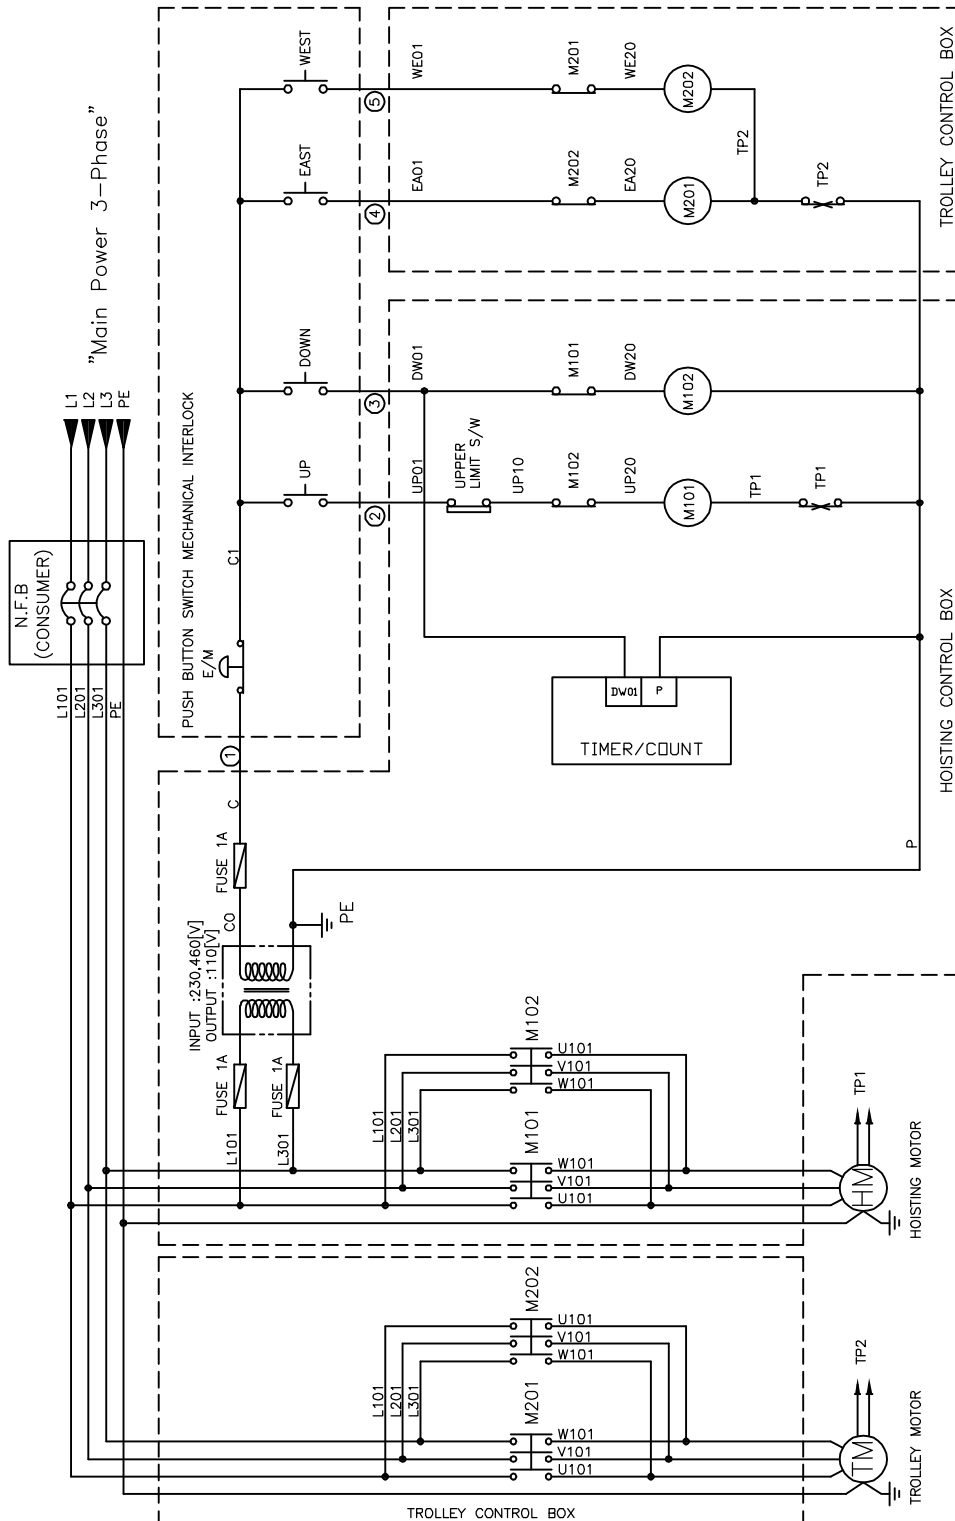 "Main Power 3-Phase"
L1
L2
L3
PE
N.F.B
(CONSUMER)
L101
L201
L301
PE
PUSH BUTTON SWITCH MECHANICAL INTERLOCK
E/M
C1
UP
DOWN
EAST
WEST
1
2
3
4
5
C
FUSE 1A
CO
INPUT :230,460[V]
OUTPUT :110[V]
PE
FUSE 1A
FUSE 1A
L101
L301
UP01
UPPER
LIMIT S/W
UP10
M102
UP20
M101
TP1
TP1
DW01
M101
DW20
M102
EA01
M202
EA20
M201
TP2
WE01
M201
WE20
M202
TP2
TROLLEY CONTROL BOX
DW01
P
TIMER/COUNT
P
HOISTING CONTROL BOX
L101
L201
L301
M102
U101
V101
W101
M101
W101
V101
U101
HM
TP1
HOISTING MOTOR
L101
L201
L301
M202
U101
V101
W101
M201
W101
V101
U101
TM
TP2
TROLLEY MOTOR
TROLLEY CONTROL BOX